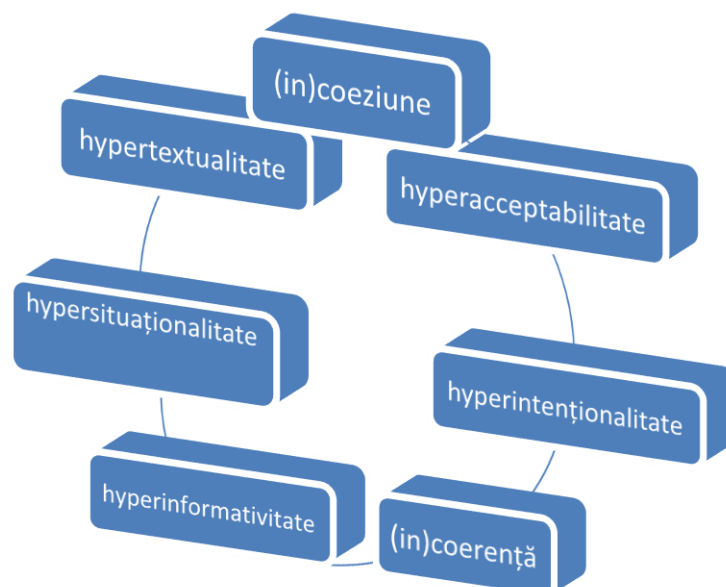 (in)coeziune
hyperacceptabilitate
hyperintenționalitate
(in)coerență
hyperinformativitate
hypersituaționalitate
hypertextualitate